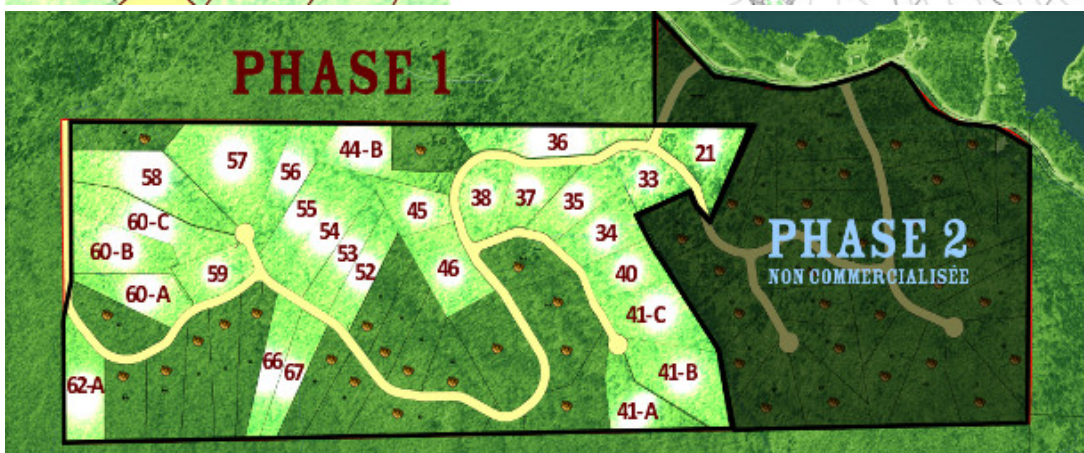 PHASE 1
57
56
44-B
36
21
58
55
45
38
37
35
33
60-C
54
34
60-B
53
52
46
59
40
60-A
41-C
66
67
62-A
41-B
41-A
PHASE 2
NON COMMERCIALISÉE